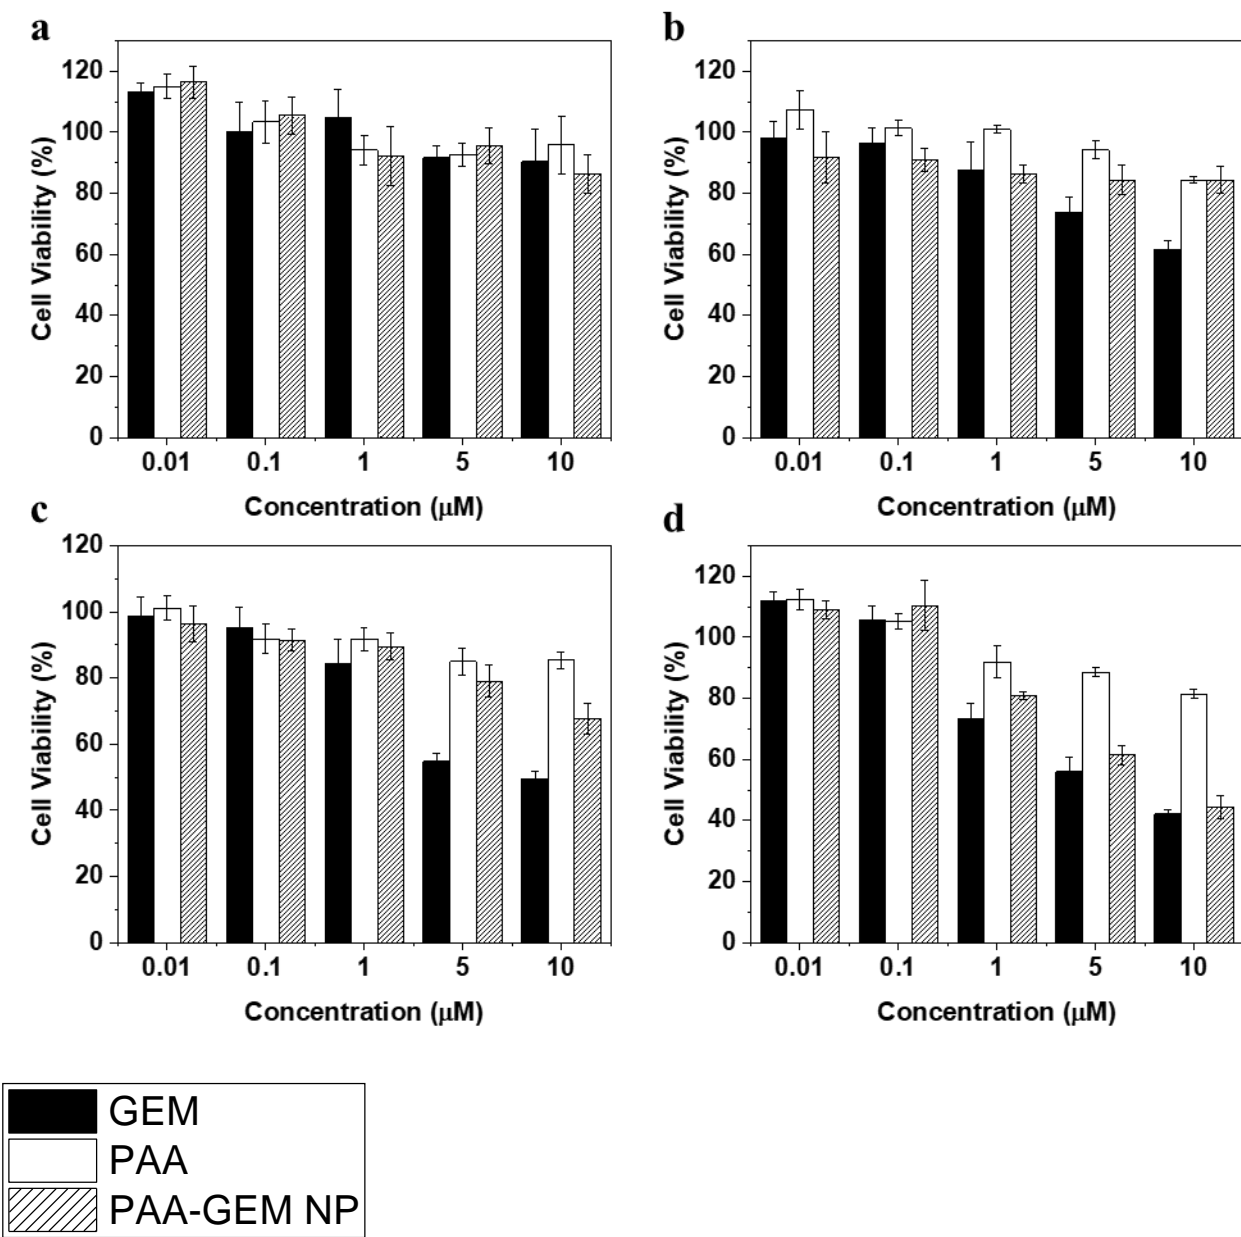 a
120
100
80
60
40
20
0
Cell Viability (%)
0.01 0.1 1 5 10
Concentration (μM)
b
120
100
80
60
40
20
0
Cell Viability (%)
0.01 0.1 1 5 10
Concentration (μM)
c
120
100
80
60
40
20
0
Cell Viability (%)
0.01 0.1 1 5 10
Concentration (μM)
d
120
100
80
60
40
20
0
Cell Viability (%)
0.01 0.1 1 5 10
Concentration (μM)
GEM
PAA
PAA-GEM NP